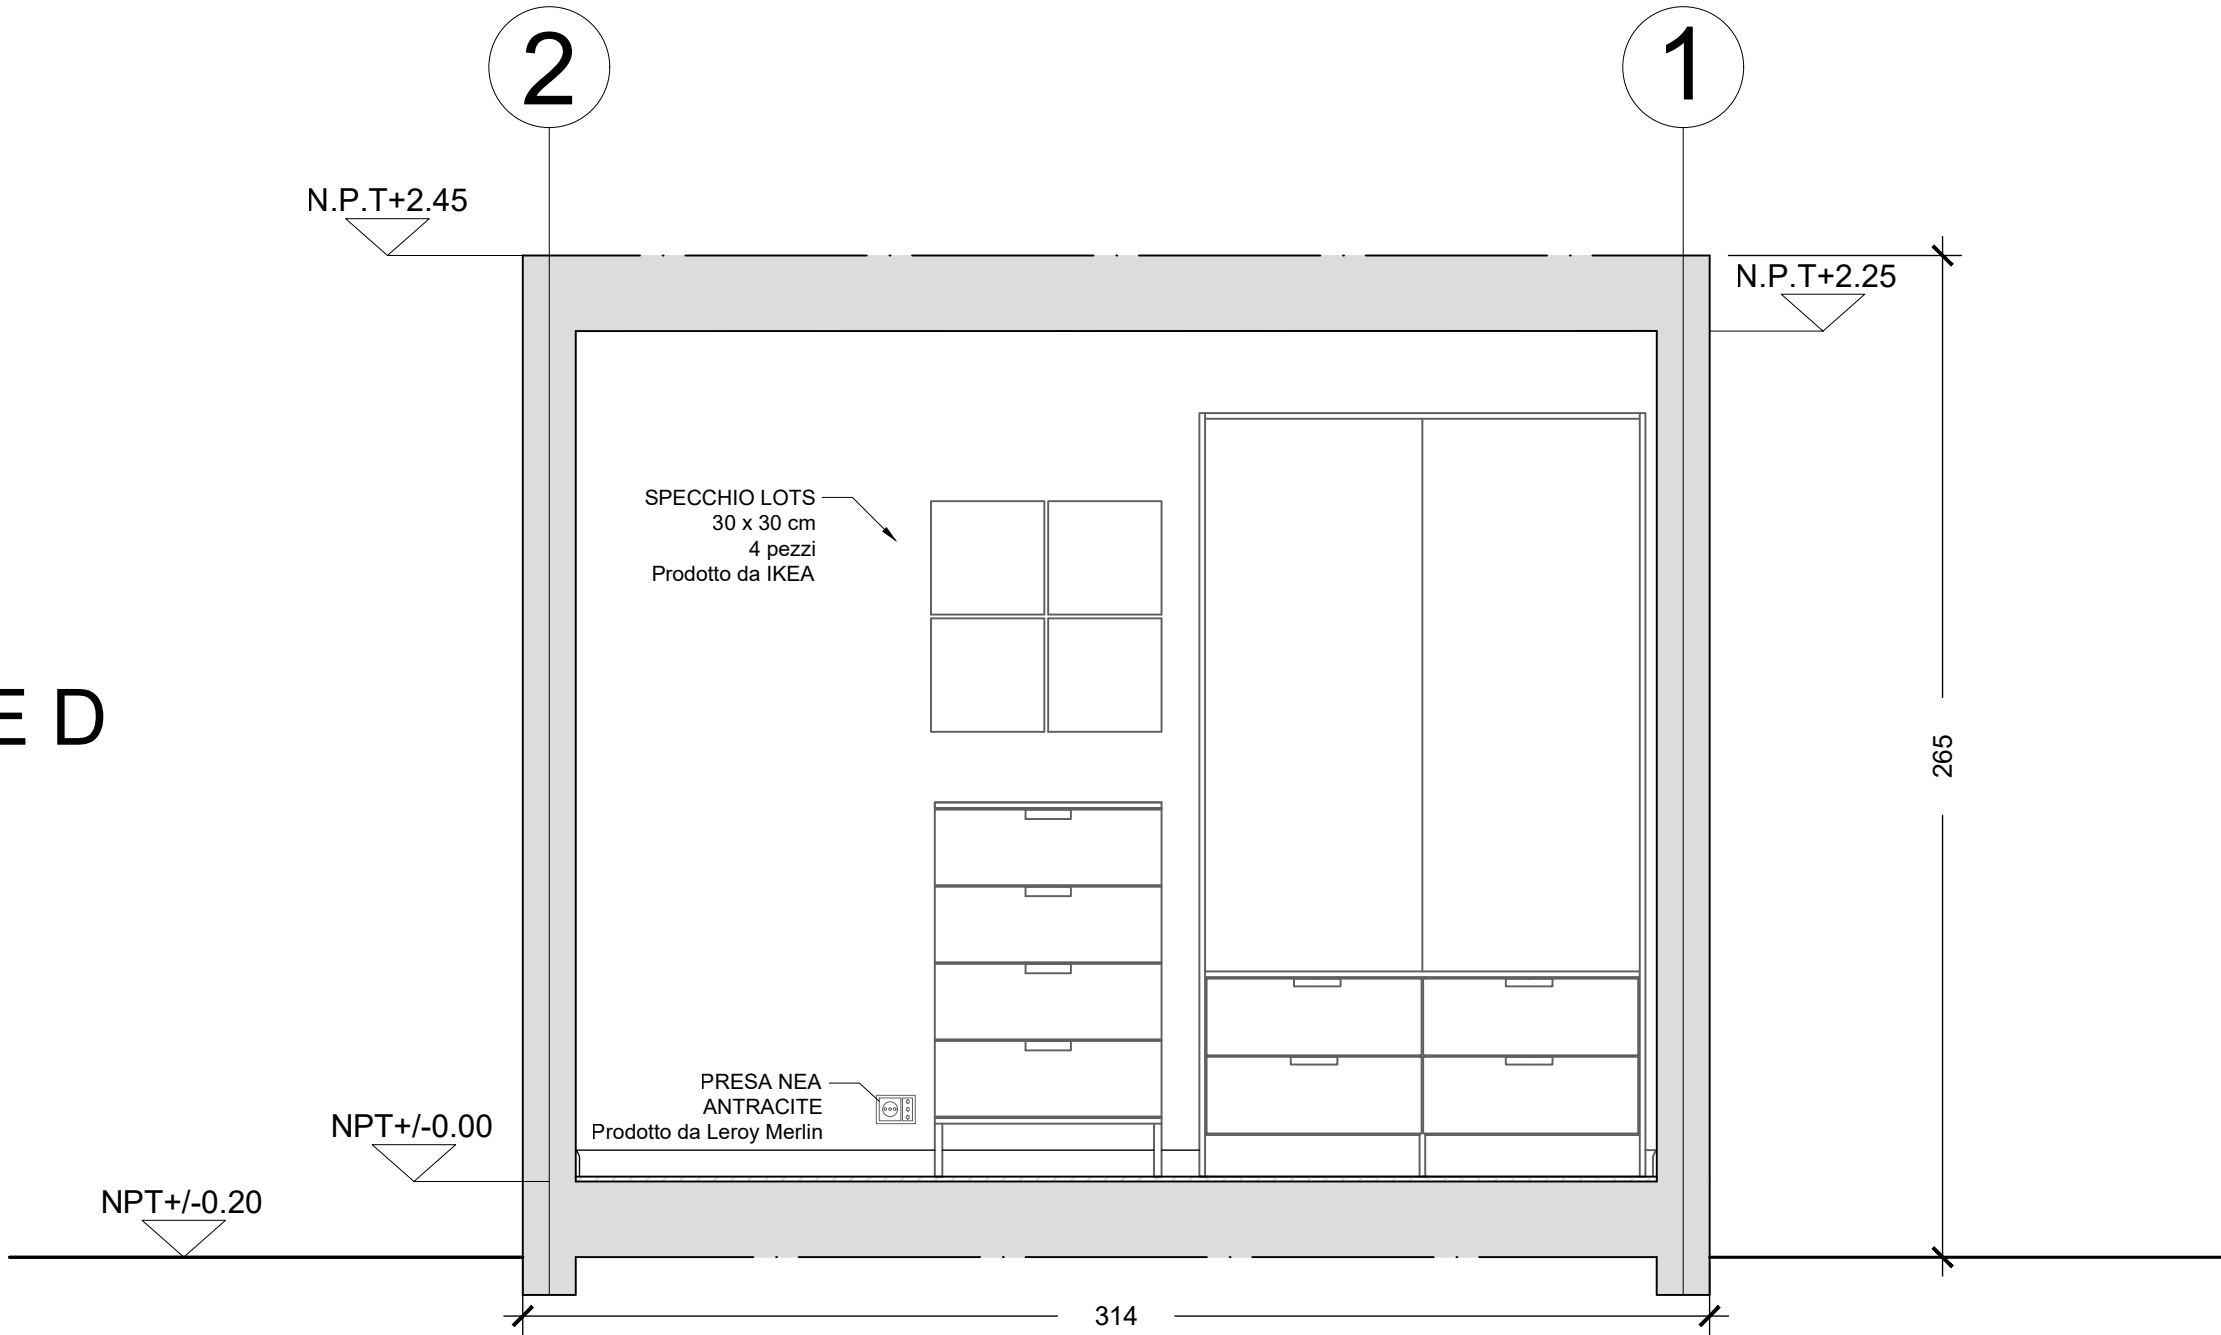 2
1
N.P.T+2.45
N.P.T+2.25
SPECCHIO LOTS
30 x 30 cm
4 pezzi
Prodotto da IKEA
E D
265
PRESA NEA
ANTRACITE
Prodotto da Leroy Merlin
NPT+/-0.00
NPT+/-0.20
314